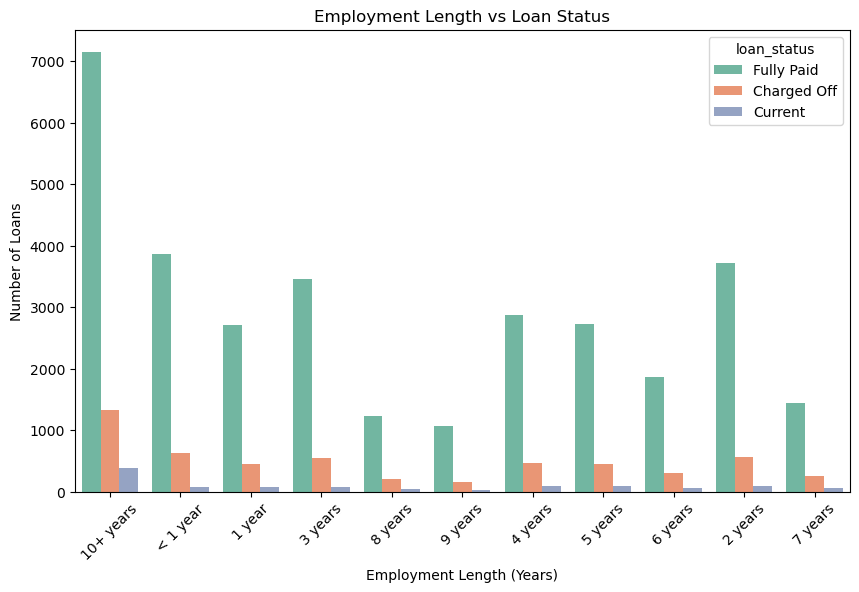 Employment Length vs Loan Status
loan_status
Fully Paid
Charged Off
Current
Number of Loans
7000
6000
5000
4000
3000
2000
1000
0
10+ years
< 1 year
1 year
3 years
8 years
9 years
4 years
5 years
6 years
2 years
7 years
Employment Length (Years)